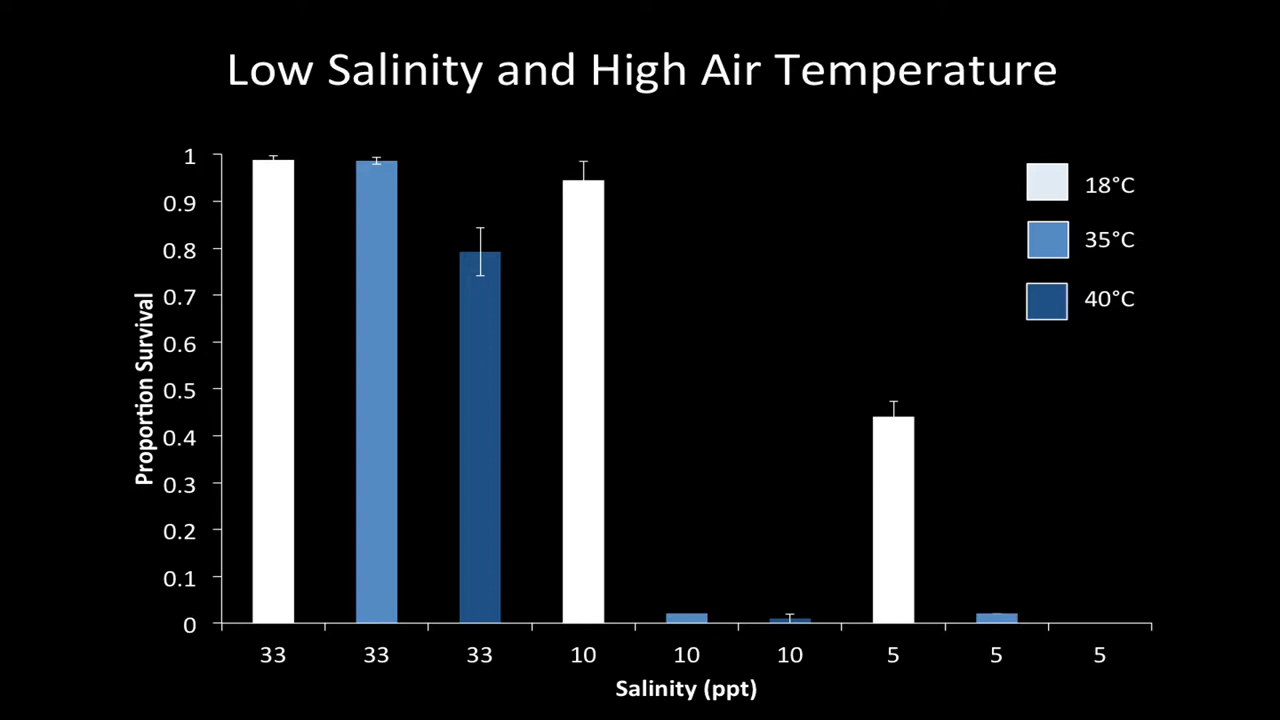 Low Salinity and High Air Temperature
1
0.9
0.8
0.7
0.6
0.5
0.4
0.3
0.2
0.1
0
Proportion Survival
18°C
35°C
40°C
33 33 33 10 10 10 5 5 5
Salinity (ppt)